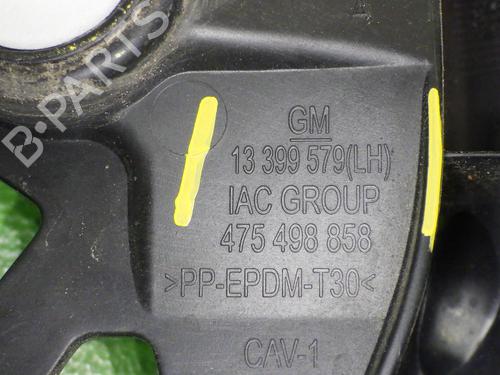 B-PARTS
GM
13 399 579(LH)
IAC GROUP
475 498 858
>PP-EPDM-T30<
CAV-1